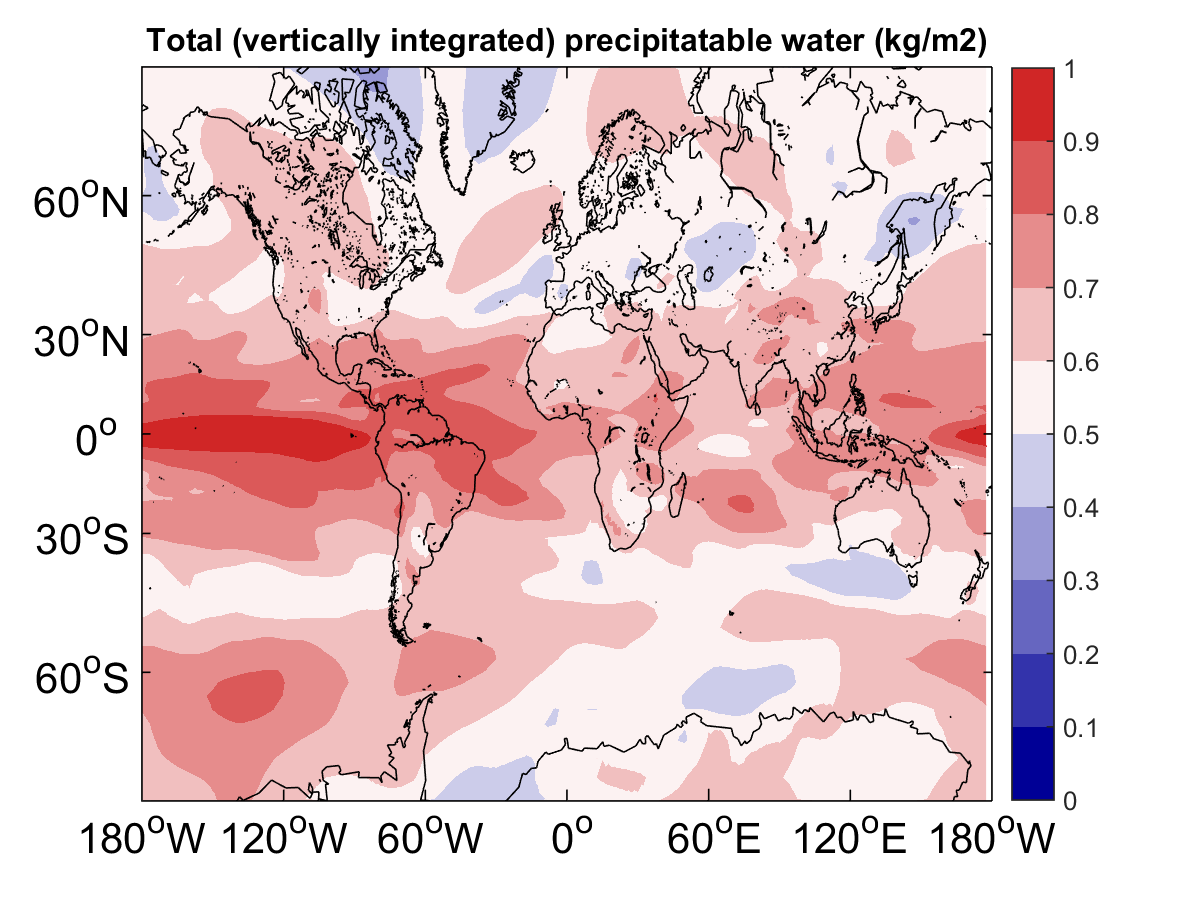 Total (vertically integrated) precipitatable water (kg/m2)
60°N
30°N
0°
30°S
60°S
180°W 120°W 60°W 0° 60°E 120°E 180°W
1
0.9
0.8
0.7
0.6
0.5
0.4
0.3
0.2
0.1
0